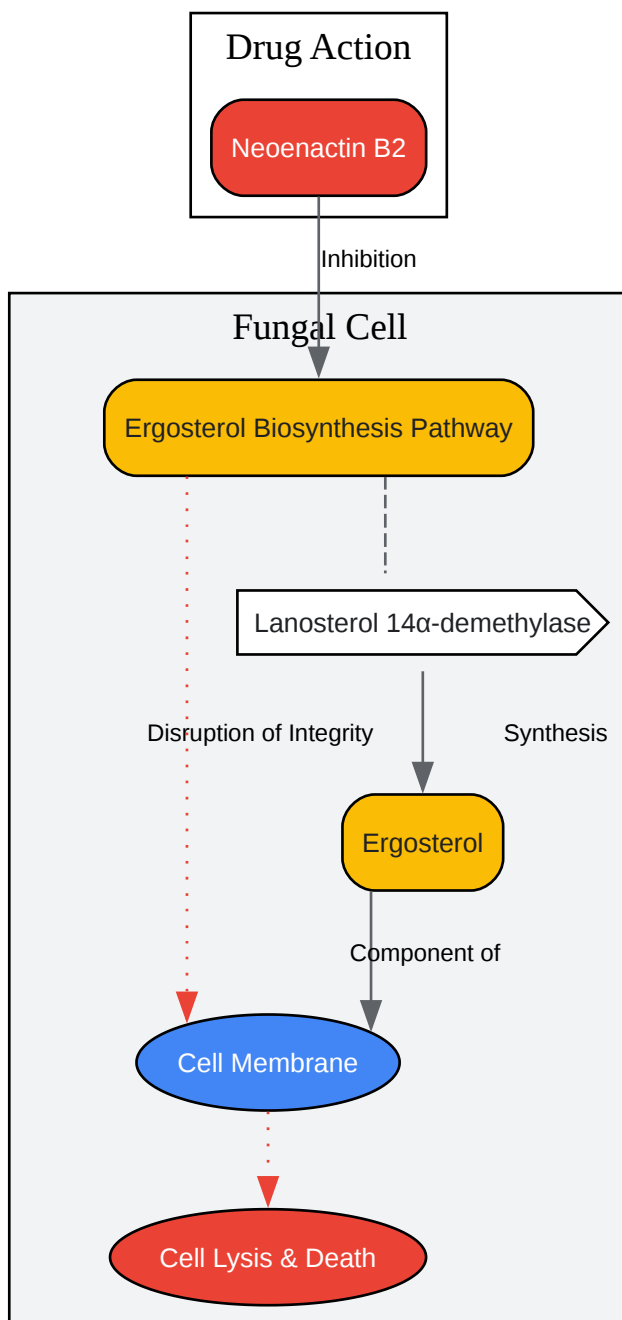 Drug Action
Neoenactin B2
Inhibition
Fungal Cell
Ergosterol Biosynthesis Pathway
Lanosterol 14α-demethylase
Disruption of Integrity
Synthesis
Ergosterol
Component of
Cell Membrane
Cell Lysis & Death